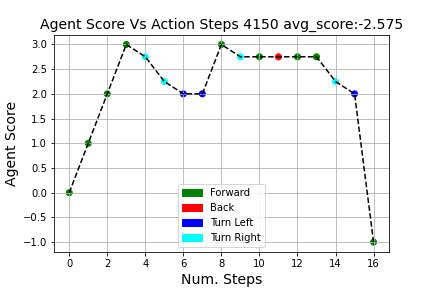 Agent Score Vs Action Steps 4150 avg_score:-2.575
Agent Score
3.0
2.5
2.0
1.5
1.0
0.5
0.0
−0.5
−1.0
Forward
Back
Turn Left
Turn Right
0 2 4 6 8 10 12 14 16
Num. Steps